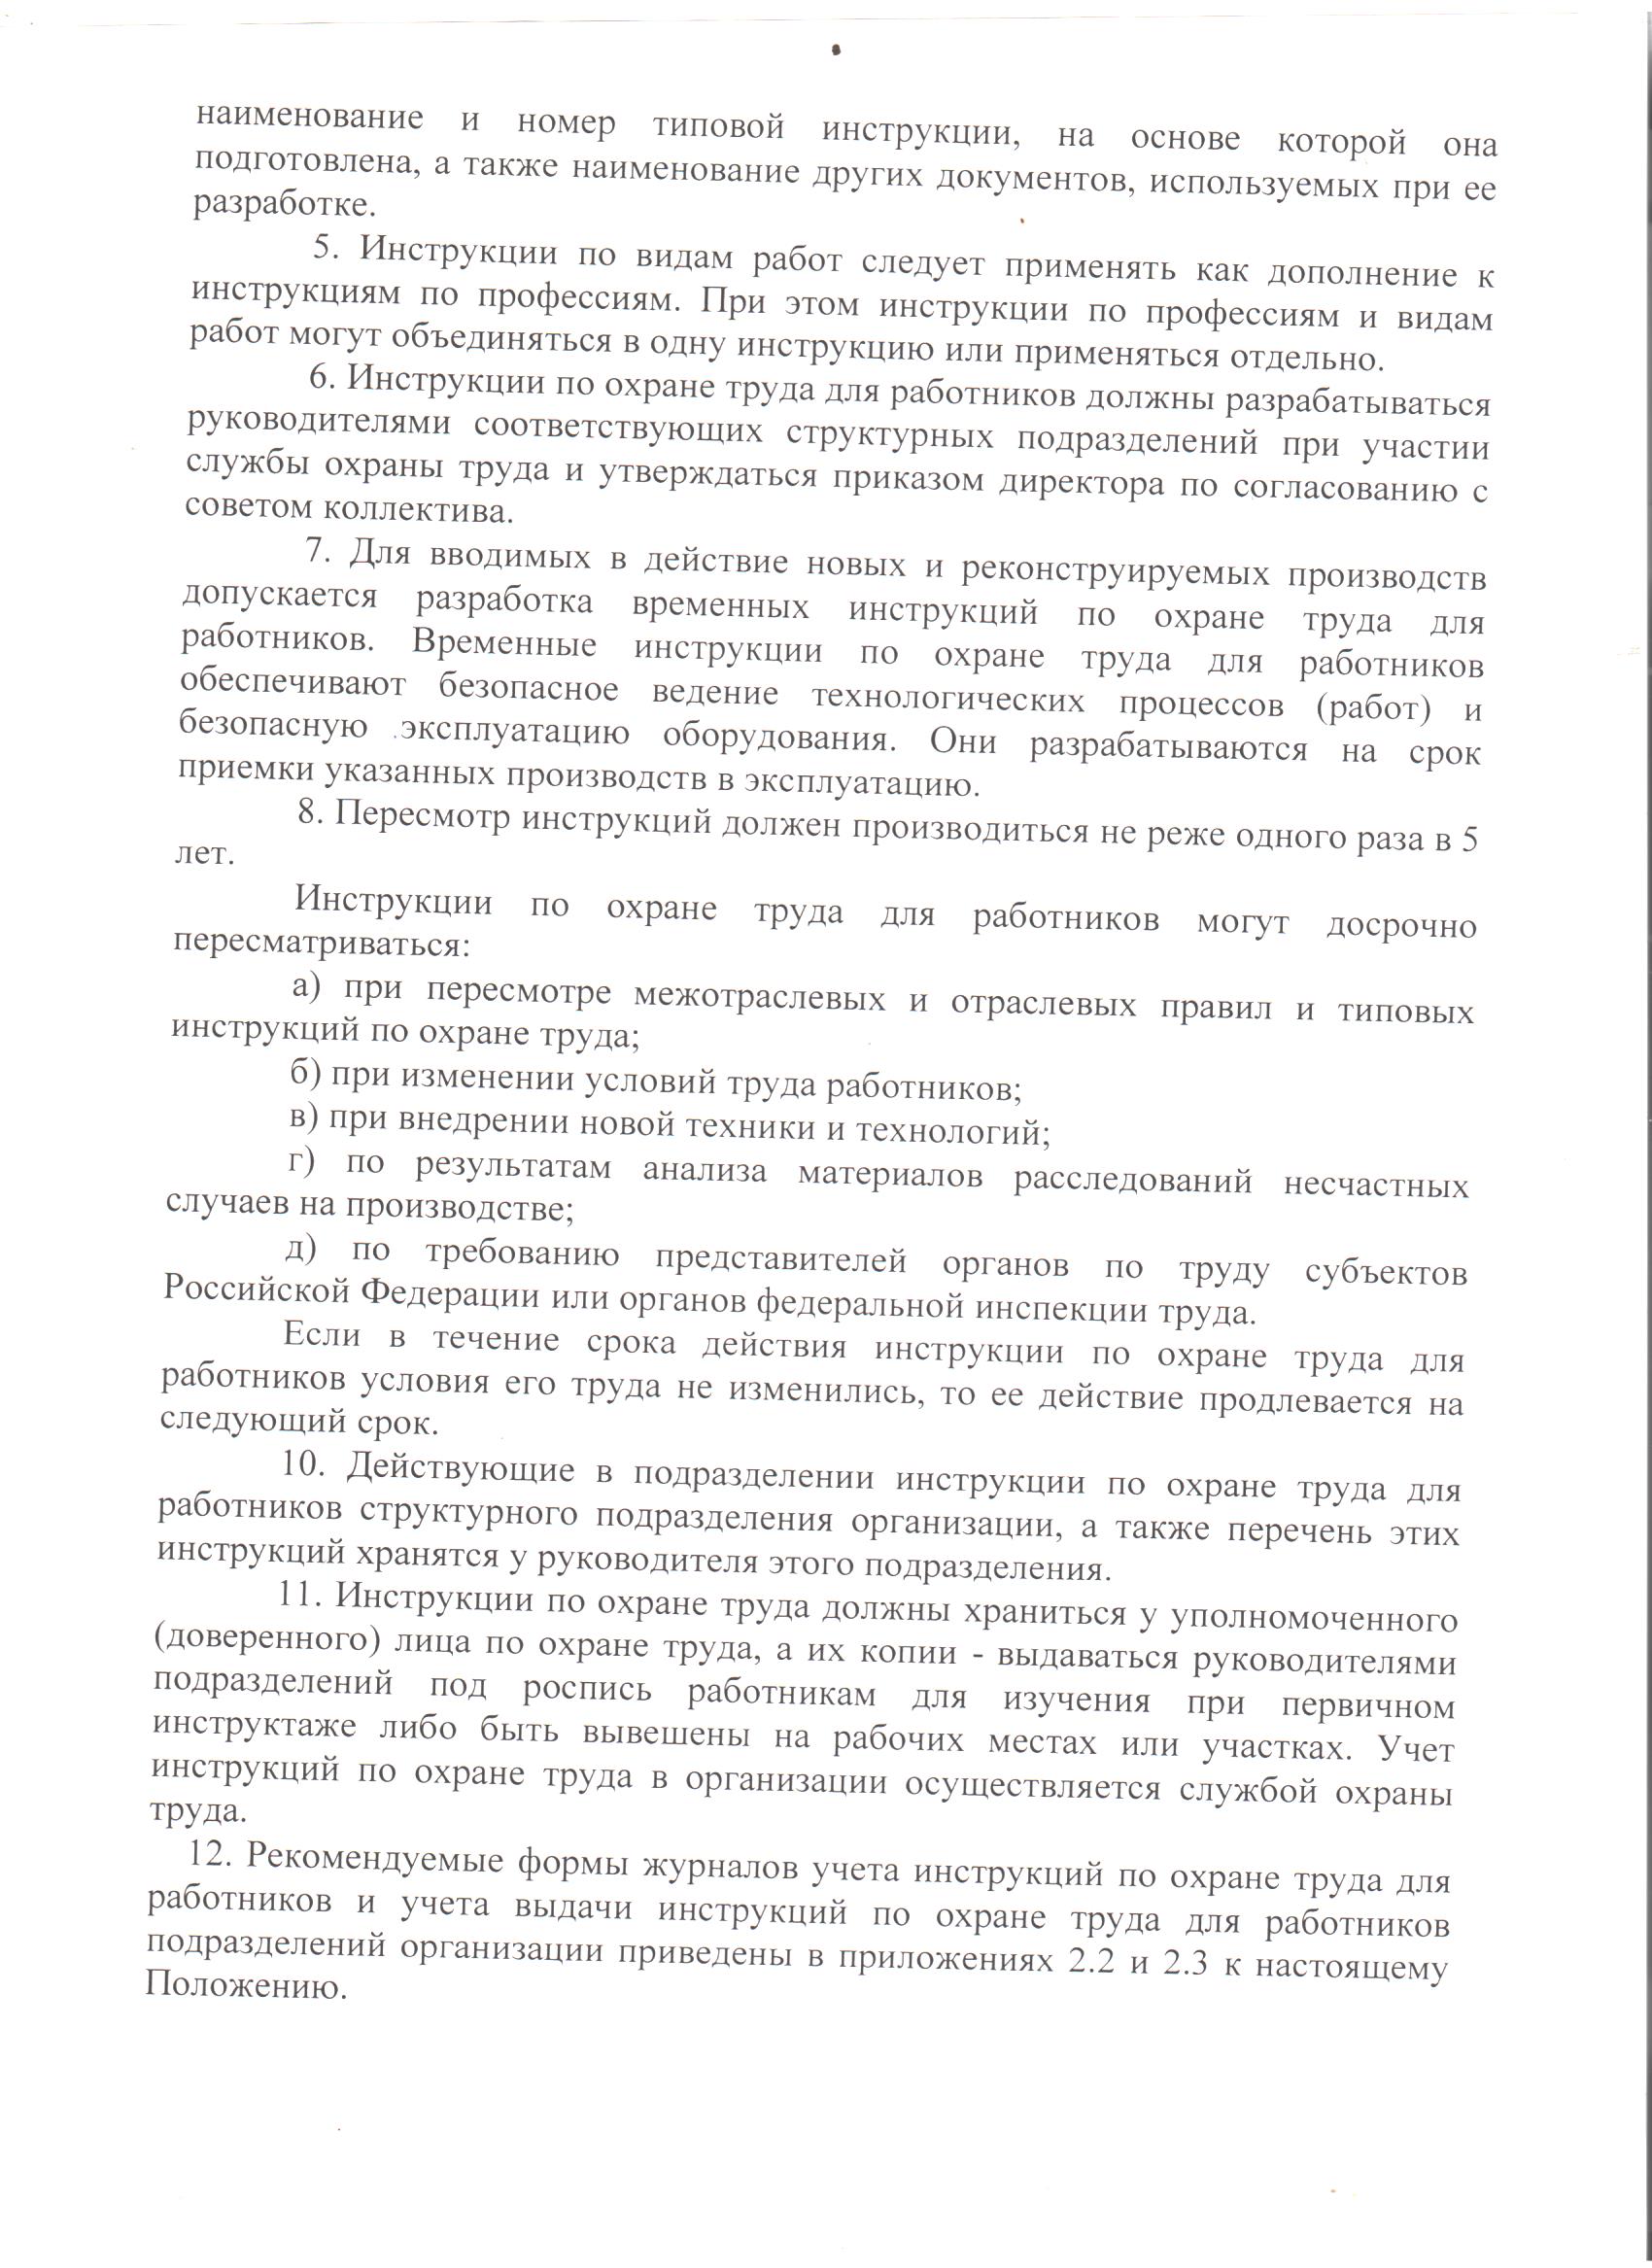 наименование и номер типовой инструкции, на основе которой она
подготовлена, а также наименование других документов, используемых при ее
разработке.
5. Инструкции по видам работ следует применять как дополнение к
инструкциям по профессиям. При этом инструкции по профессиям и видам
работ могут объединяться в одну инструкцию или применяться отдельно.
6. Инструкции по охране труда для работников должны разрабатываться
руководителями соответствующих структурных подразделений при участии
службы охраны труда и утверждаться приказом директора по согласованию с
советом коллектива.
7. Для вводимых в действие новых и реконструируемых производств
допускается разработка временных инструкций по охране труда для
работников. Временные инструкции по охране труда для работников
обеспечивают безопасное ведение технологических процессов (работ) и
безопасную эксплуатацию оборудования. Они разрабатываются на срок
приемки указанных производств в эксплуатацию.
8. Пересмотр инструкций должен производиться не реже одного раза в 5
лет.
Инструкции по охране труда для работников могут досрочно
пересматриваться:
а) при пересмотре межотраслевых и отраслевых правил и типовых
инструкций по охране труда;
б) при изменении условий труда работников;
в) при внедрении новой техники и технологий;
г) по результатам анализа материалов расследований несчастных
случаев на производстве;
д) по требованию представителей органов по труду субъектов
Российской Федерации или органов федеральной инспекции труда.
Если в течение срока действия инструкции по охране труда для
работников условия его труда не изменились, то ее действие продлевается на
следующий срок.
10. Действующие в подразделении инструкции по охране труда для
работников структурного подразделения организации, а также перечень этих
инструкций хранятся у руководителя этого подразделения.
11. Инструкции по охране труда должны храниться у уполномоченного
(доверенного) лица по охране труда, а их копии - выдаваться руководителями
подразделений под роспись работникам для изучения при первичном
инструктаже либо быть вывешены на рабочих местах или участках. Учет
инструкций по охране труда в организации осуществляется службой охраны
труда.
12. Рекомендуемые формы журналов учета инструкций по охране труда для
работников и учета выдачи инструкций по охране труда для работников
подразделений организации приведены в приложениях 2.2 и 2.3 к настоящему
Положению.